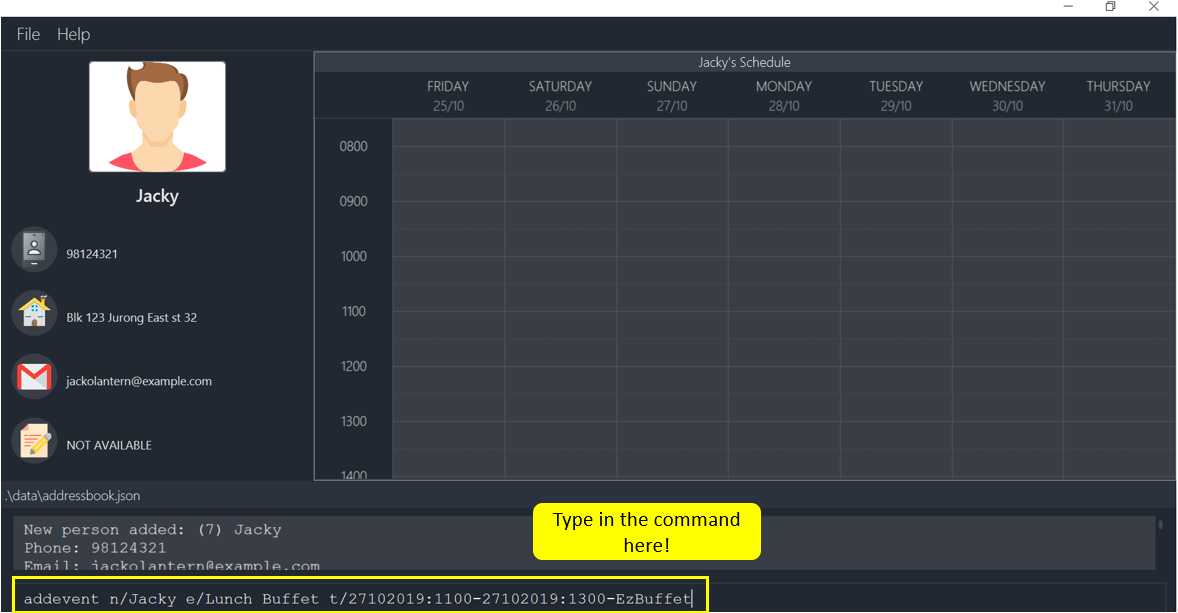 File Help
Jacky's Schedule
FRIDAY SATURDAY SUNDAY MONDAY TUESDAY WEDNESDAY THURSDAY
25/10 26/10 27/10 28/10 29/10 30/10 31/10
Jacky
98124321
Blk 123 Jurong East st 32
jackolantern@example.com
NOT AVAILABLE
0800
0900
1000
1100
1200
1300
1400
.\data\addressbook.json
New person added: (7) Jacky
Phone: 98124321
Email: jackolantern@example.com
Type in the command
here!
addevent n/Jacky e/Lunch Buffet t/27102019:1100-27102019:1300-EzBuffet